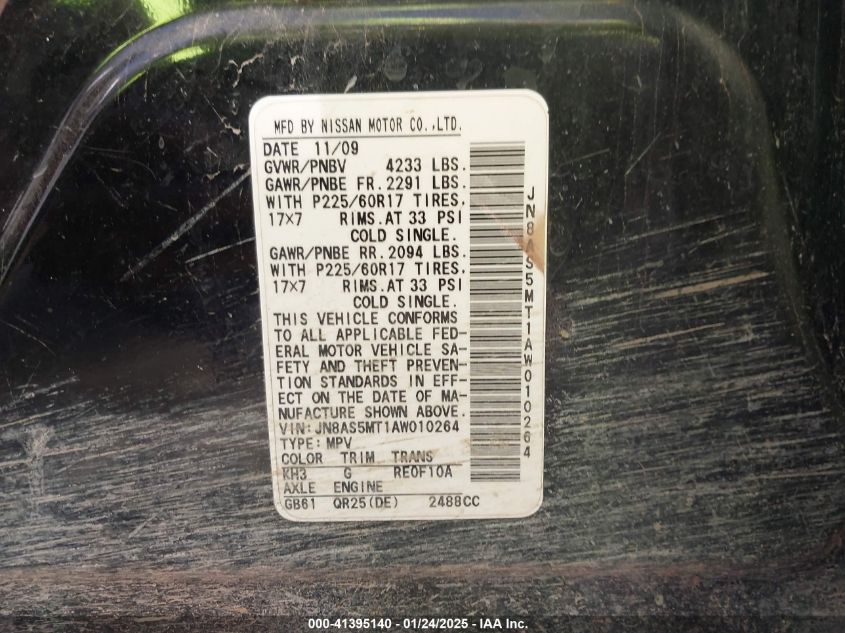 MFD BY NISSAN MOTOR CO.,LTD.
DATE 11/09
GVWR/PNBV 4233 LBS.
GAWR/PNBE FR. 2291 LBS.
WITH P225/60R17 TIRES,
17×7 RIMS.AT 33 PSI
COLD SINGLE.
GAWR/PNBE RR. 2094 LBS.
WITH P225/60R17 TIRES,
17×7 RIMS.AT 33 PSI
COLD SINGLE.
THIS VEHICLE CONFORMS
TO ALL APPLICABLE FED-
ERAL MOTOR VEHICLE SA-
FETY AND THEFT PREVEN-
TION STANDARDS IN EFF-
ECT ON THE DATE OF MA-
NUFACTURE SHOWN ABOVE.
VIN:JN8AS5MT1AW010264
TYPE:MPV
COLOR TRIM TRANS
KH3 G RE0F10A
AXLE ENGINE
GB61 QR25(DE) 2488CC
JN8AS5MT1AW010264
000-41395140 - 01/24/2025 - IAA Inc.